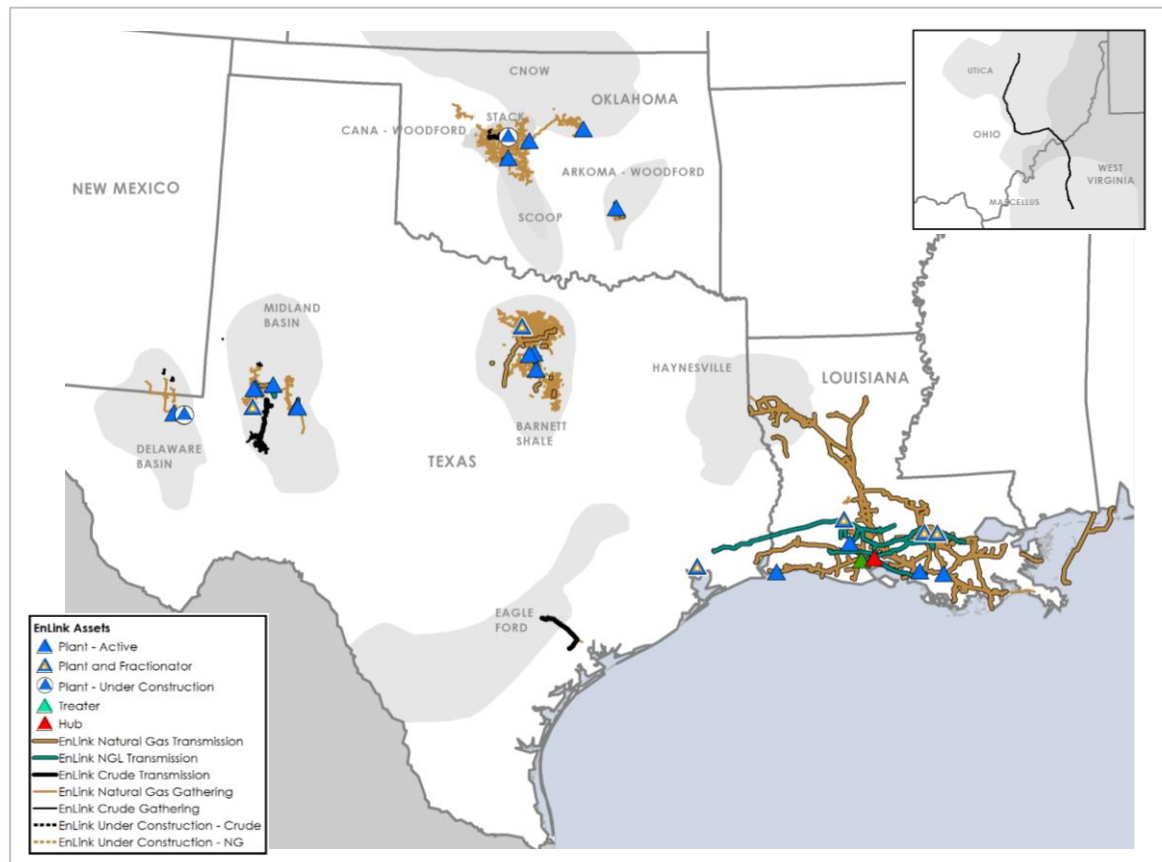 CNOW
OKLAHOMA
STACK
CANA - WOODFORD
ARKOMA - WOODFORD
SCOOP
NEW MEXICO
UTICA
OHIO
WEST
VIRGINIA
MARCELLUS
MIDLAND
BASIN
HAYNESVILLE
LOUISIANA
BARNETT
SHALE
DELAWARE
BASIN
TEXAS
EAGLE
FORD
EnLink Assets
Plant - Active
Plant and Fractionator
Plant - Under Construction
Treater
Hub
EnLink Natural Gas Transmission
EnLink NGL Transmission
EnLink Crude Transmission
EnLink Natural Gas Gathering
EnLink Crude Gathering
EnLink Under Construction - Crude
EnLink Under Construction - NG